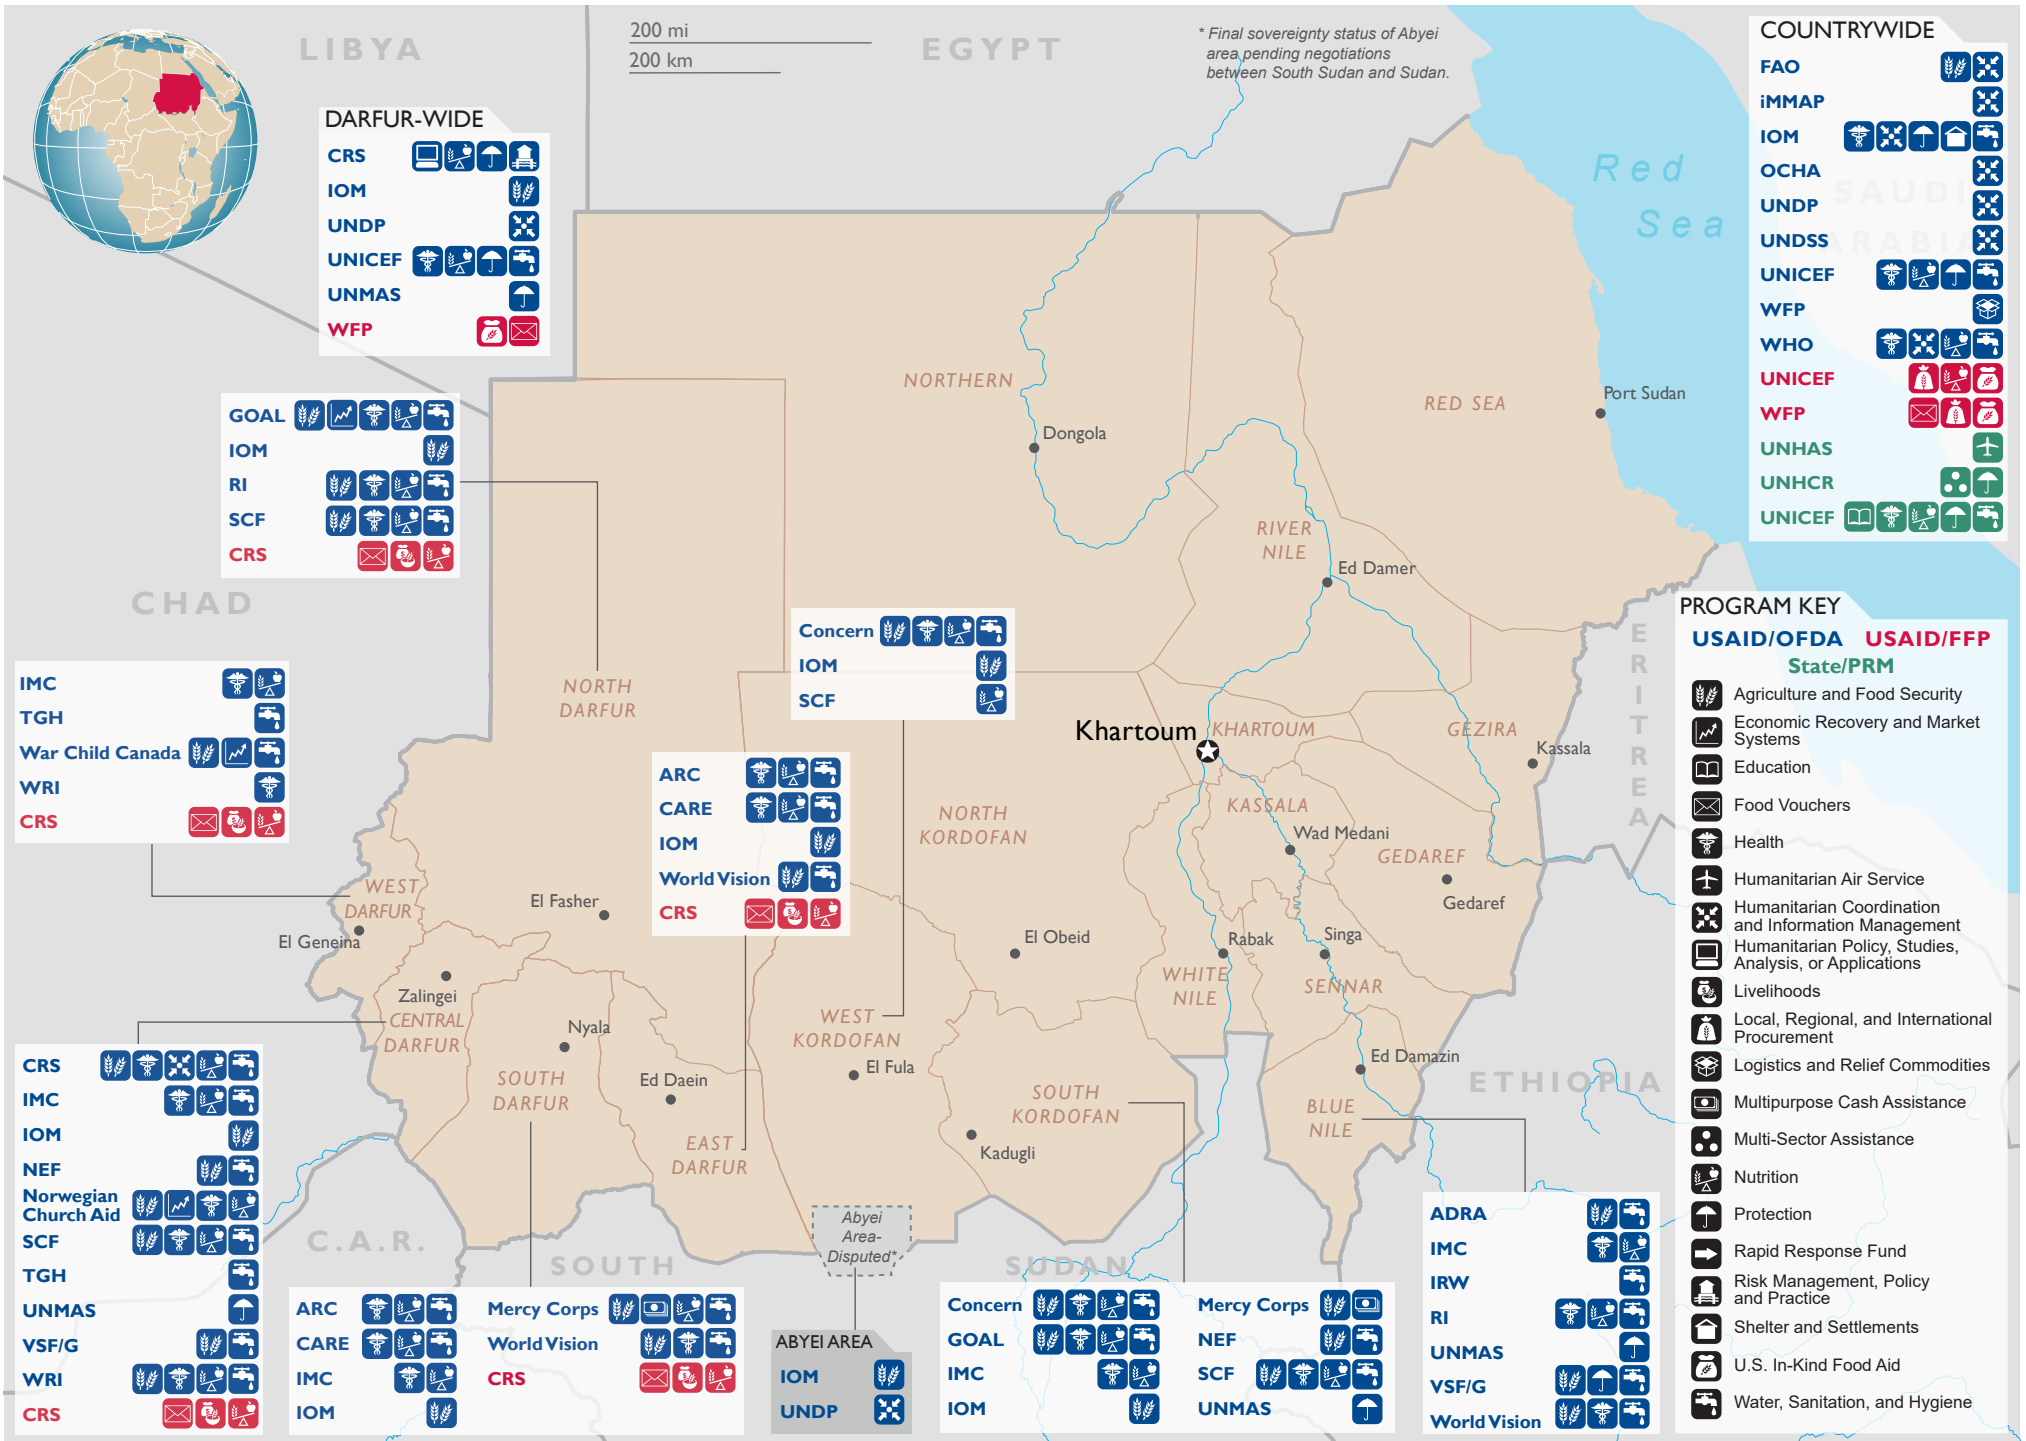 LIBYA
200 mi
200 km
EGYPT
* Final sovereignty status of Abyei
area pending negotiations
between South Sudan and Sudan.
COUNTRYWIDE
FAO
iMMAP
IOM
OCHA
UNDP
UNDSS
UNICEF
WFP
WHO
UNICEF
WFP
UNHAS
UNHCR
UNICEF
Red
Sea
SAUDI
ARABIA
DARFUR-WIDE
CRS
IOM
UNDP
UNICEF
UNMAS
WFP
GOAL
IOM
RI
SCF
CRS
NORTHERN
Dongola
RED SEA
Port Sudan
RIVER
NILE
Ed Damer
CHAD
Concern
IOM
SCF
IMC
TGH
War Child Canada
WRI
CRS
NORTH
DARFUR
ARC
CARE
IOM
World Vision
CRS
Khartoum
KHARTOUM
GEZIRA
Kassala
ERITREA
NORTH
KORDOFAN
KASSALA
Wad Medani
GEDAREF
Gedaref
WEST
DARFUR
El Geneina
El Fasher
El Obeid
Rabak
Singa
WHITE
NILE
SENNAR
Zalingei
CENTRAL
DARFUR
Nyala
WEST
KORDOFAN
El Fula
Ed Damazin
ETHIOPIA
SOUTH
DARFUR
Ed Daein
EAST
DARFUR
SOUTH
KORDOFAN
Kadugli
BLUE
NILE
CRS
IMC
IOM
NEF
Norwegian
Church Aid
SCF
TGH
UNMAS
VSF/G
WRI
CRS
C.A.R.
SOUTH
SUDAN
Abyei
Area-
Disputed*
ARC
CARE
IMC
IOM
Mercy Corps
World Vision
CRS
ABYEI AREA
IOM
UNDP
Concern
GOAL
IMC
IOM
Mercy Corps
NEF
SCF
UNMAS
ADRA
IMC
IRW
RI
UNMAS
VSF/G
World Vision
PROGRAM KEY
USAID/OFDA USAID/FFP
State/PRM
Agriculture and Food Security
Economic Recovery and Market
Systems
Education
Food Vouchers
Health
Humanitarian Air Service
Humanitarian Coordination
and Information Management
Humanitarian Policy, Studies,
Analysis, or Applications
Livelihoods
Local, Regional, and International
Procurement
Logistics and Relief Commodities
Multipurpose Cash Assistance
Multi-Sector Assistance
Nutrition
Protection
Rapid Response Fund
Risk Management, Policy
and Practice
Shelter and Settlements
U.S. In-Kind Food Aid
Water, Sanitation, and Hygiene